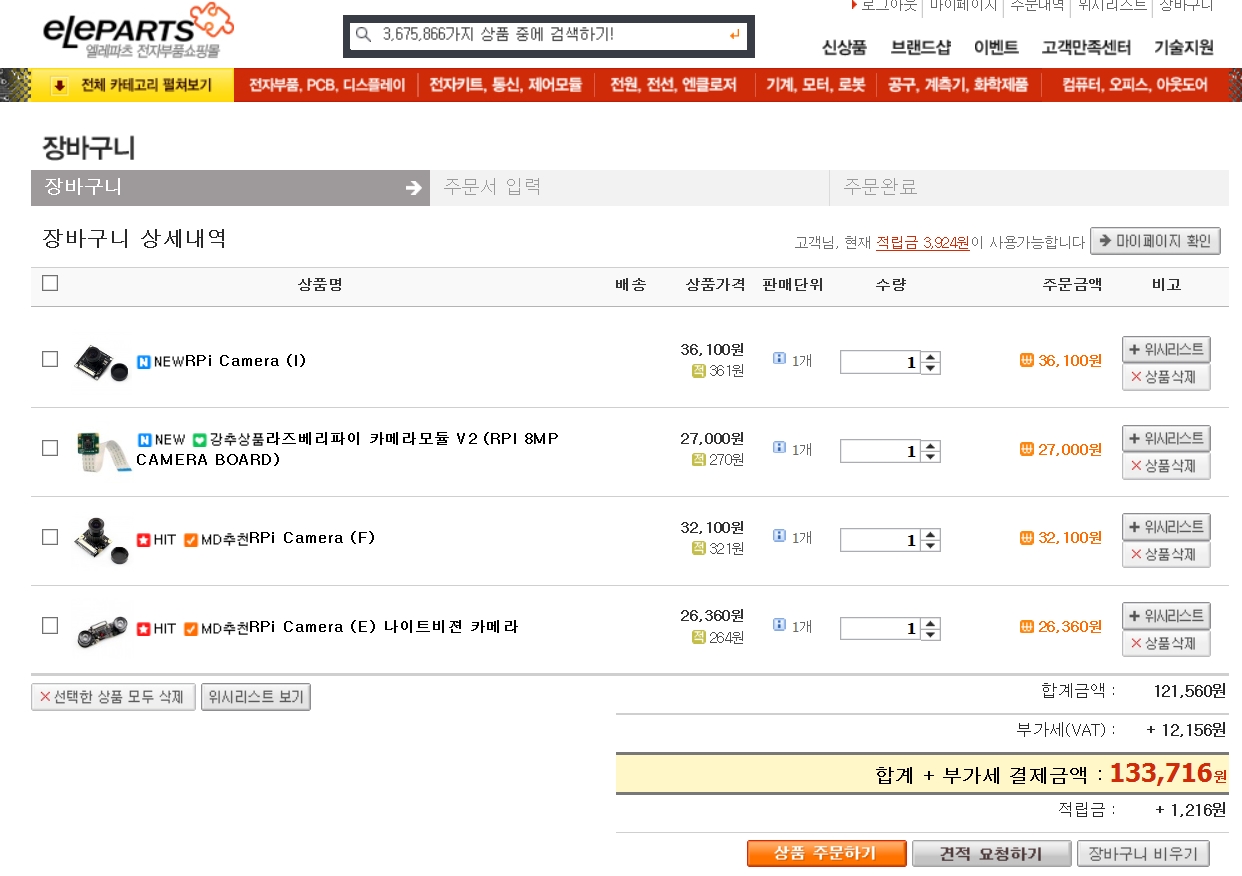 로그아웃 마이페이지 주문내역 위시리스트 장바구니
eleparts
엘레파츠 전자부품쇼핑몰
3,675,866가지 상품 중에 검색하기!
신상품 브랜드샵 이벤트 고객만족센터 기술지원
전체 카테고리 펼쳐보기 전자부품, PCB, 디스플레이 전자키트, 통신, 제어모듈 전원, 전선, 엔클로저 기계, 모터, 로봇 공구, 계측기, 화학제품 컴퓨터, 오피스, 아웃도어
장바구니
장바구니 주문서 입력 주문완료
장바구니 상세내역
고객님, 현재 적립금 3,924원이 사용가능합니다 마이페이지 확인
상품명 배송 상품가격 판매단위 수량 주문금액 비고
N NEWRPi Camera (I) 36,100원 1개 1 36,100원 + 위시리스트
적 361원 × 상품삭제
N NEW 강추상품라즈베리파이 카메라모듈 V2 (RPI 8MP 27,000원 1개 1 27,000원 + 위시리스트
CAMERA BOARD) 적 270원 × 상품삭제
HIT MD추천RPi Camera (F) 32,100원 1개 1 32,100원 + 위시리스트
적 321원 × 상품삭제
HIT MD추천RPi Camera (E) 나이트비젼 카메라 26,360원 1개 1 26,360원 + 위시리스트
적 264원 × 상품삭제
×선택한 상품 모두 삭제 위시리스트 보기
합계금액 : 121,560원
부가세(VAT) : + 12,156원
합계 + 부가세 결제금액 : 133,716원
적립금 : + 1,216원
상품 주문하기 견적 요청하기 장바구니 비우기